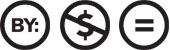 BY: $ =